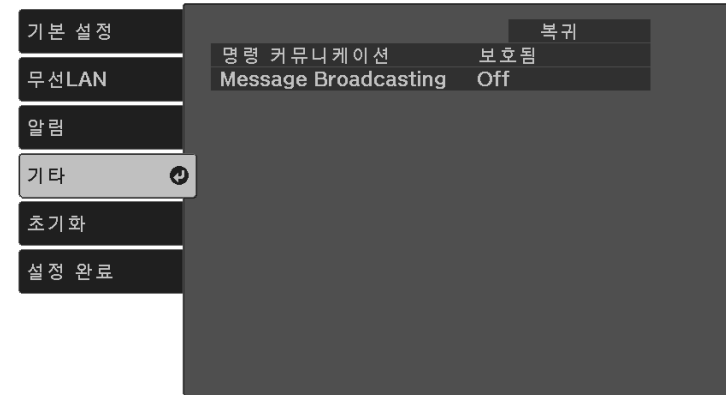 기본 설정
무선LAN
알림
기타
초기화
설정 완료
복귀
명령 커뮤니케이션 보호됨
Message Broadcasting Off